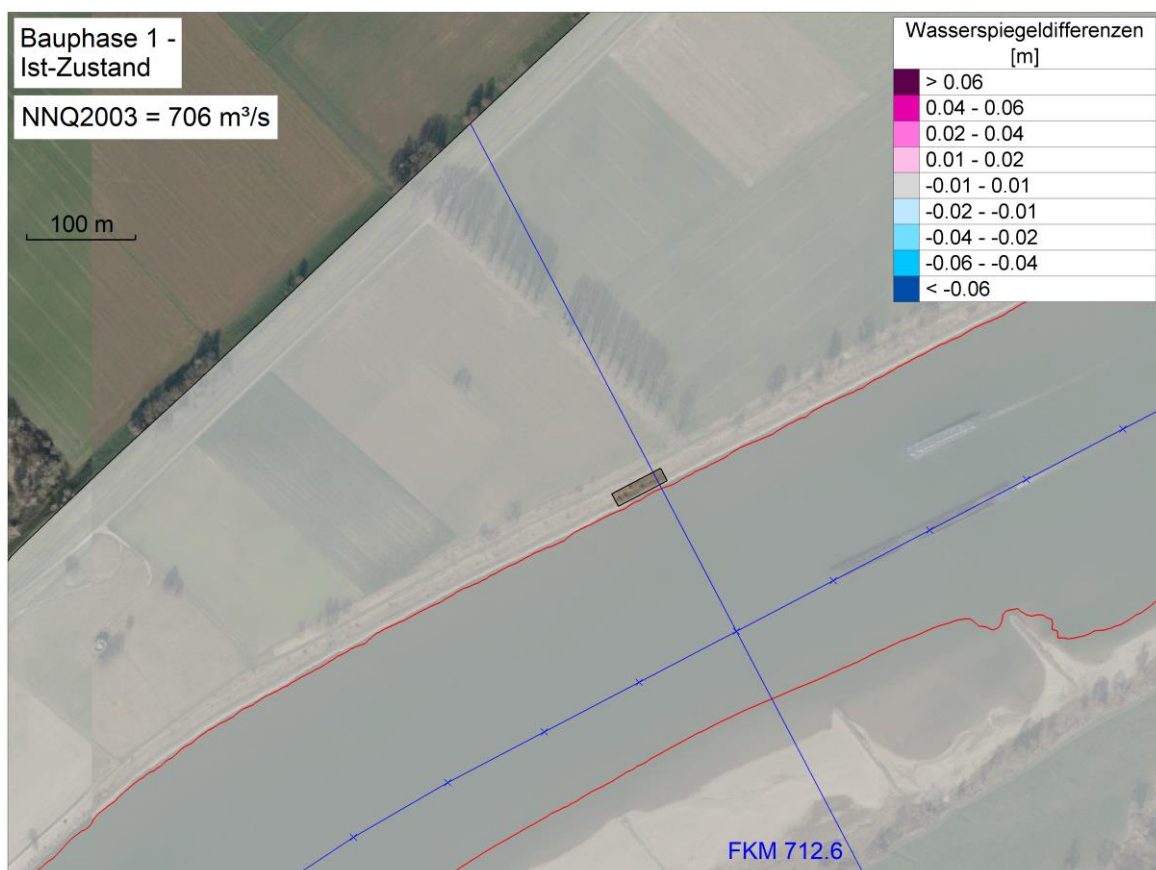 Bauphase 1 -
Ist-Zustand
NNQ2003 = 706 m³/s
100 m
Wasserspiegeldifferenzen
[m]
> 0.06
0.04 - 0.06
0.02 - 0.04
0.01 - 0.02
-0.01 - 0.01
-0.02 - -0.01
-0.04 - -0.02
-0.06 - -0.04
< -0.06
FKM 712.6